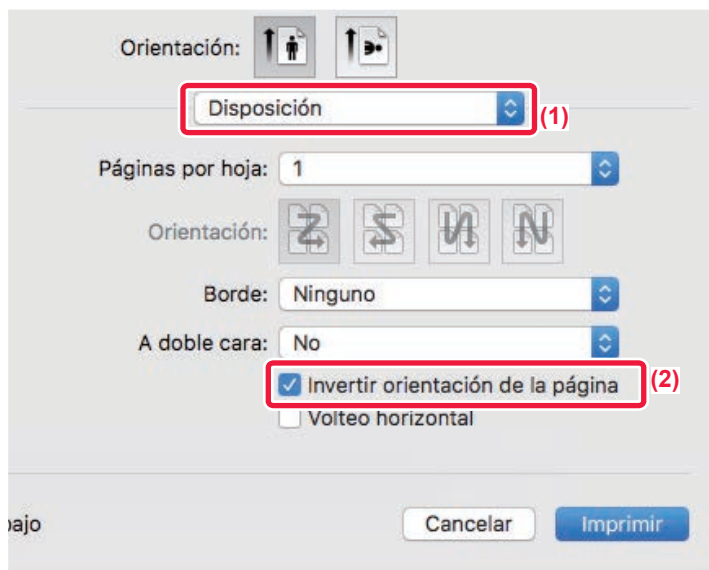 Orientación:
Disposición
(1)
Páginas por hoja: 1
Orientación:
Borde: Ninguno
A doble cara: No
Invertir orientación de la página
(2)
Volteo horizontal
bajo Cancelar Imprimir